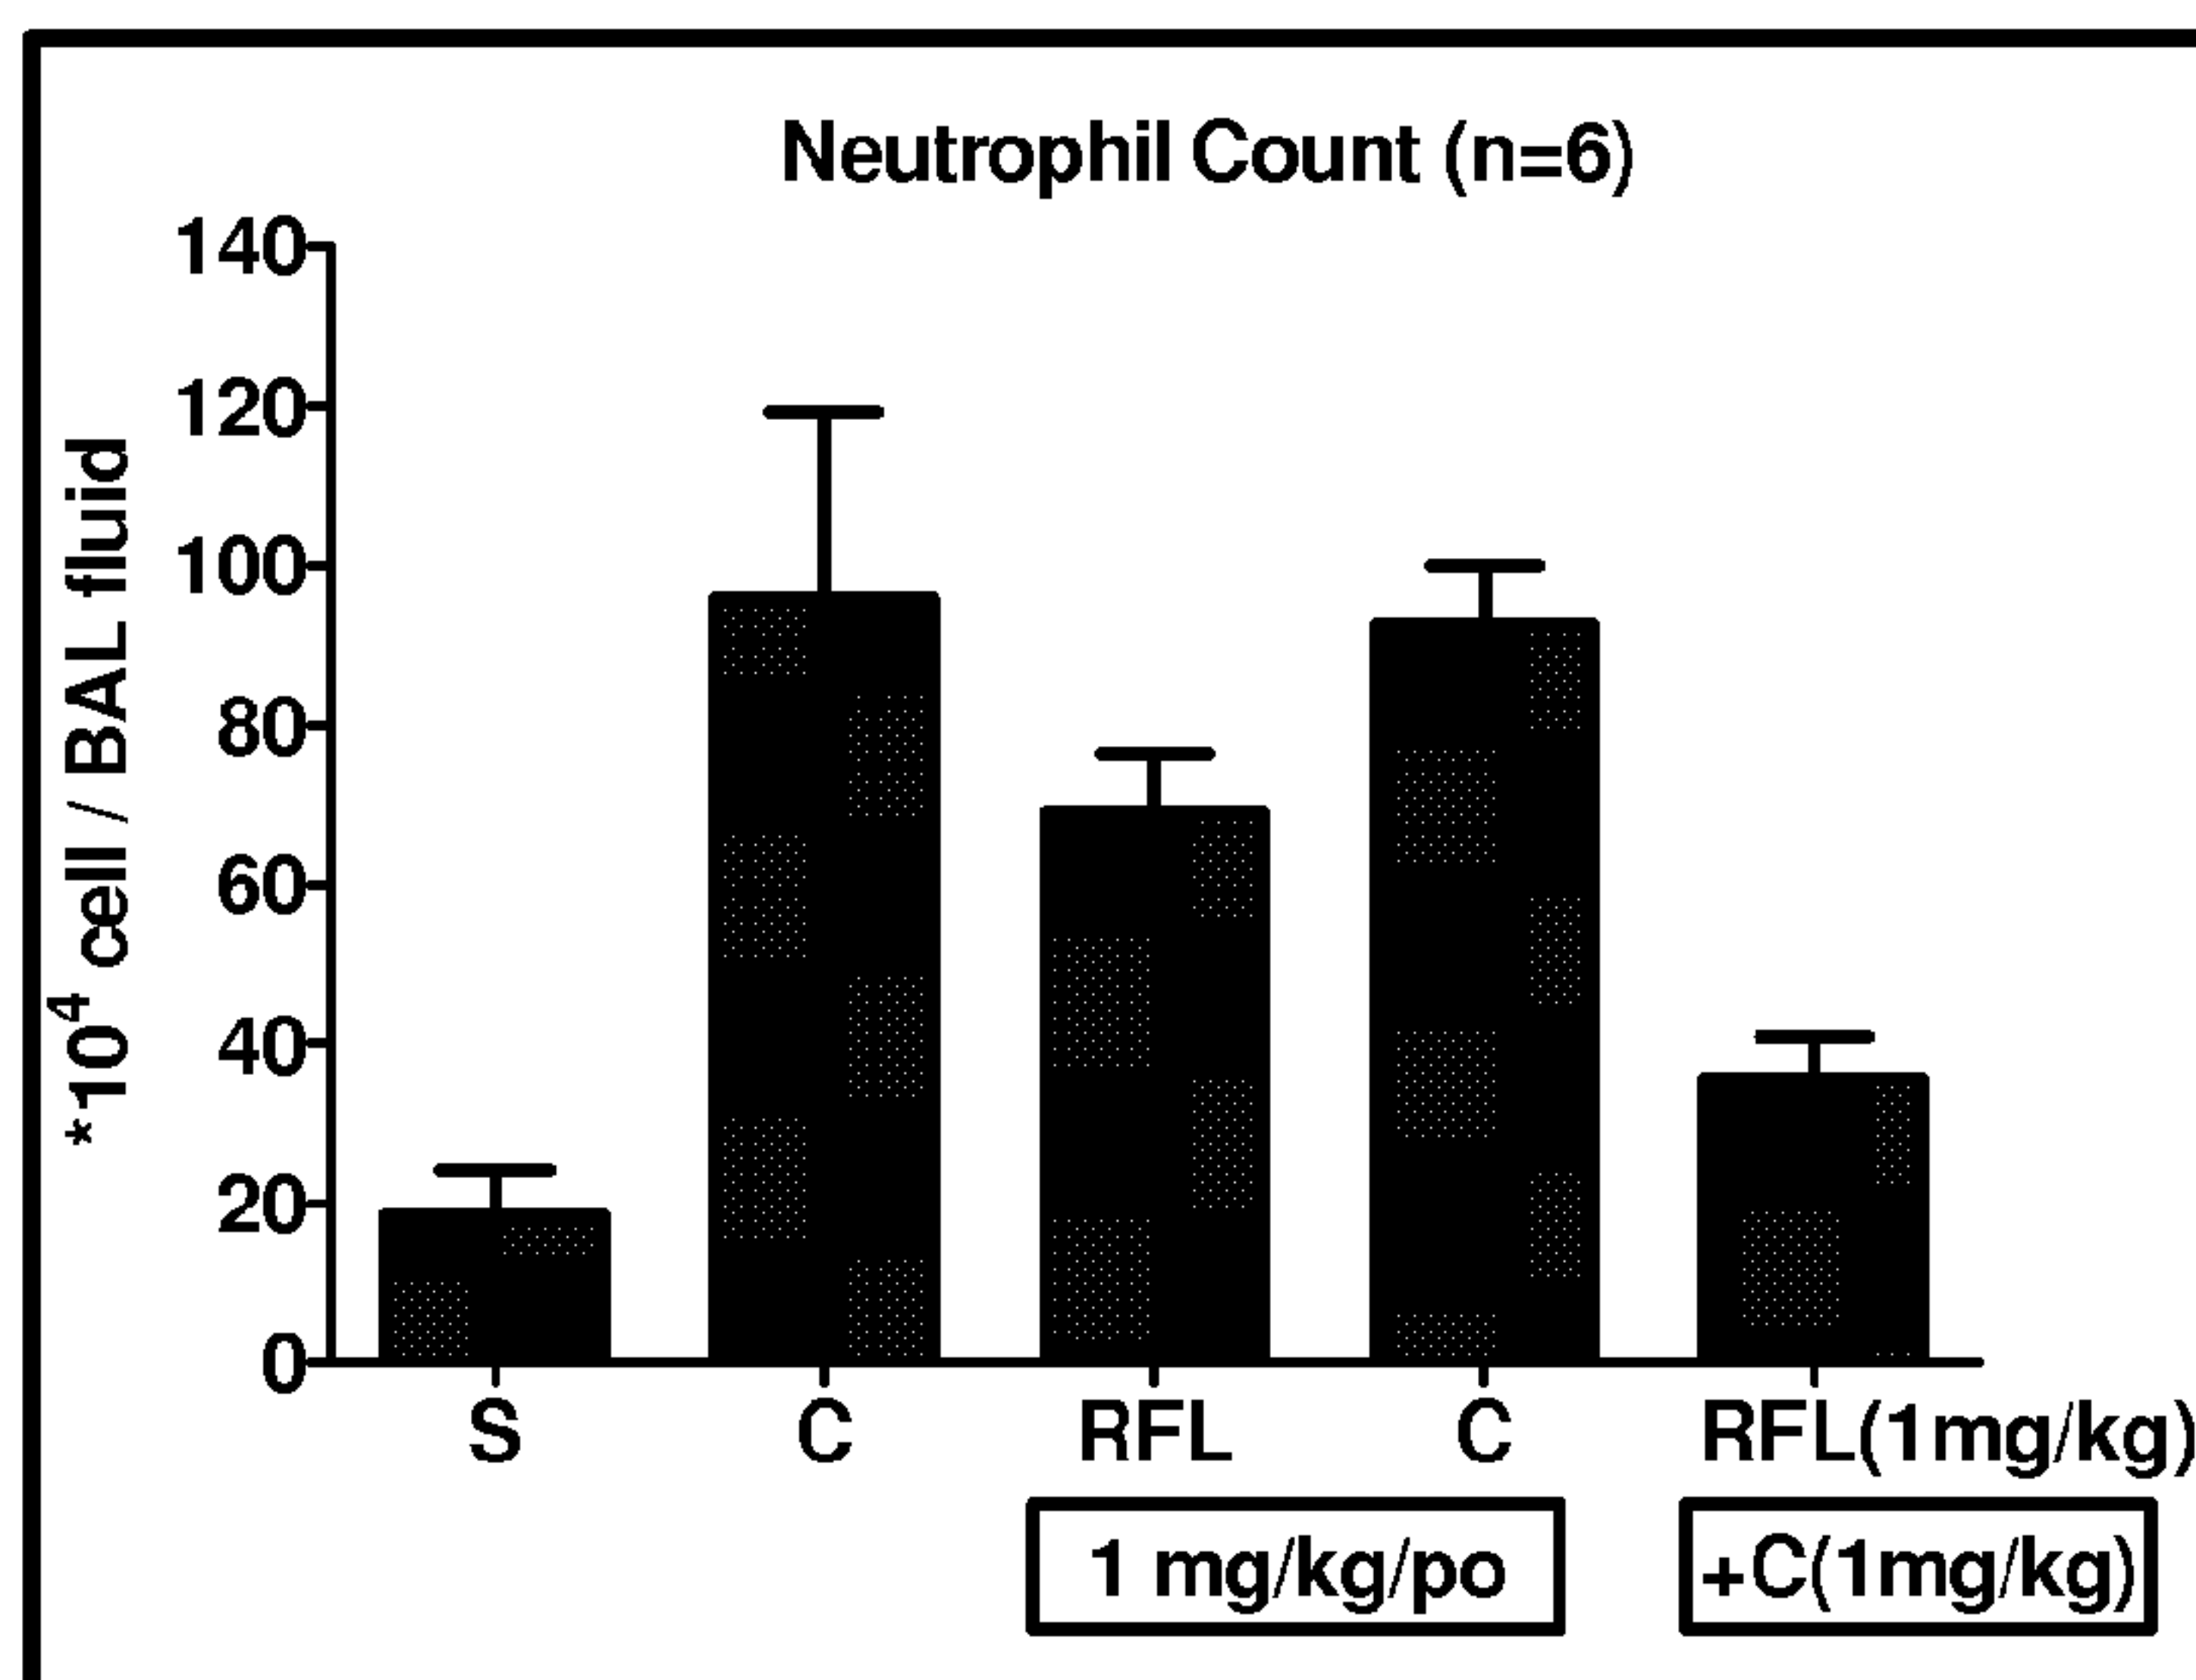 Neutrophil Count (n=6)
*10⁴ cell / BAL fluid
140
120
100
80
60
40
20
0
S C RFL C RFL(1mg/kg)
1 mg/kg/po +C(1mg/kg)